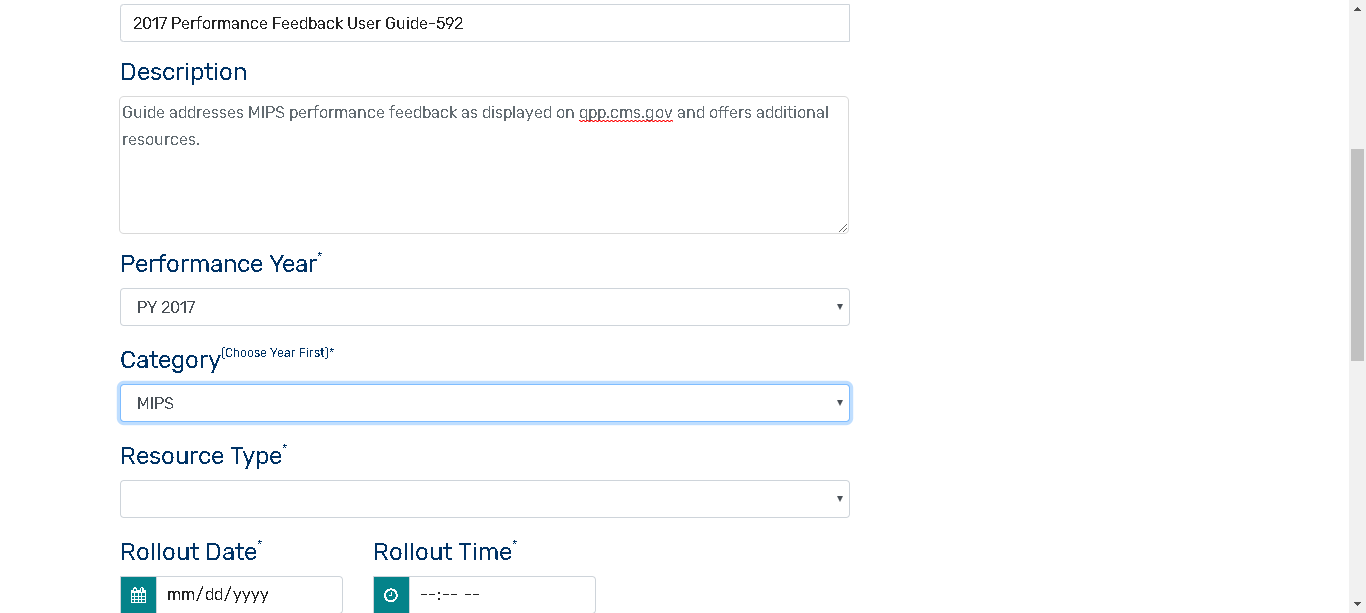 2017 Performance Feedback User Guide-592
Description
Guide addresses MIPS performance feedback as displayed on qpp.cms.gov and offers additional
resources.
Performance Year*
PY 2017
Category(Choose Year First)*
MIPS
Resource Type*
Rollout Date* Rollout Time*
mm/dd/yyyy --:-- --